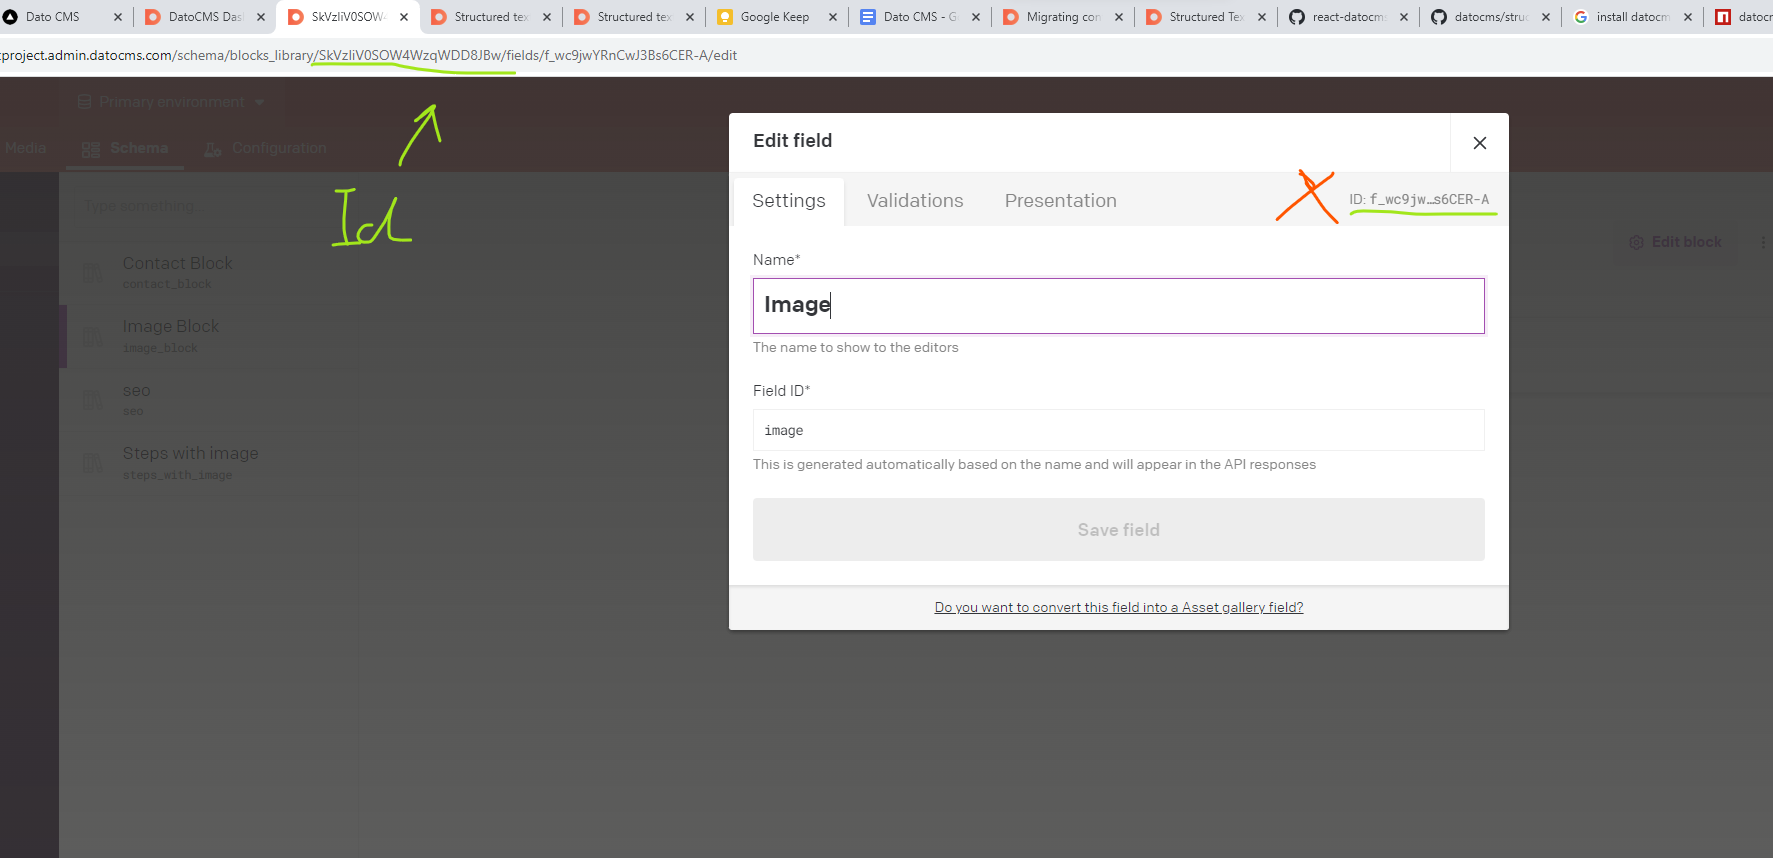 Dato CMS
DatoCMS Das
SkVzliV0SOW
Structured tex
Structured tex
Google Keep
Dato CMS - G
Migrating con
Structured Tex
react-datocms
datocms/struc
install datocm
datocm
project.admin.datocms.com/schema/blocks_library/SkVzliV0SOW4WzqWDD8JBw/fields/f_wc9jwYRnCwJ3Bs6CER-A/edit
Primary environment
Media
Schema
Configuration
Id
Type something...
Contact Block
contact_block
Image Block
image_block
seo
seo
Steps with image
steps_with_image
Edit block
Edit field
Settings
Validations
Presentation
X
ID: f_wc9jw…s6CER-A
Name*
Image
The name to show to the editors
Field ID*
image
This is generated automatically based on the name and will appear in the API responses
Save field
Do you want to convert this field into a Asset gallery field?